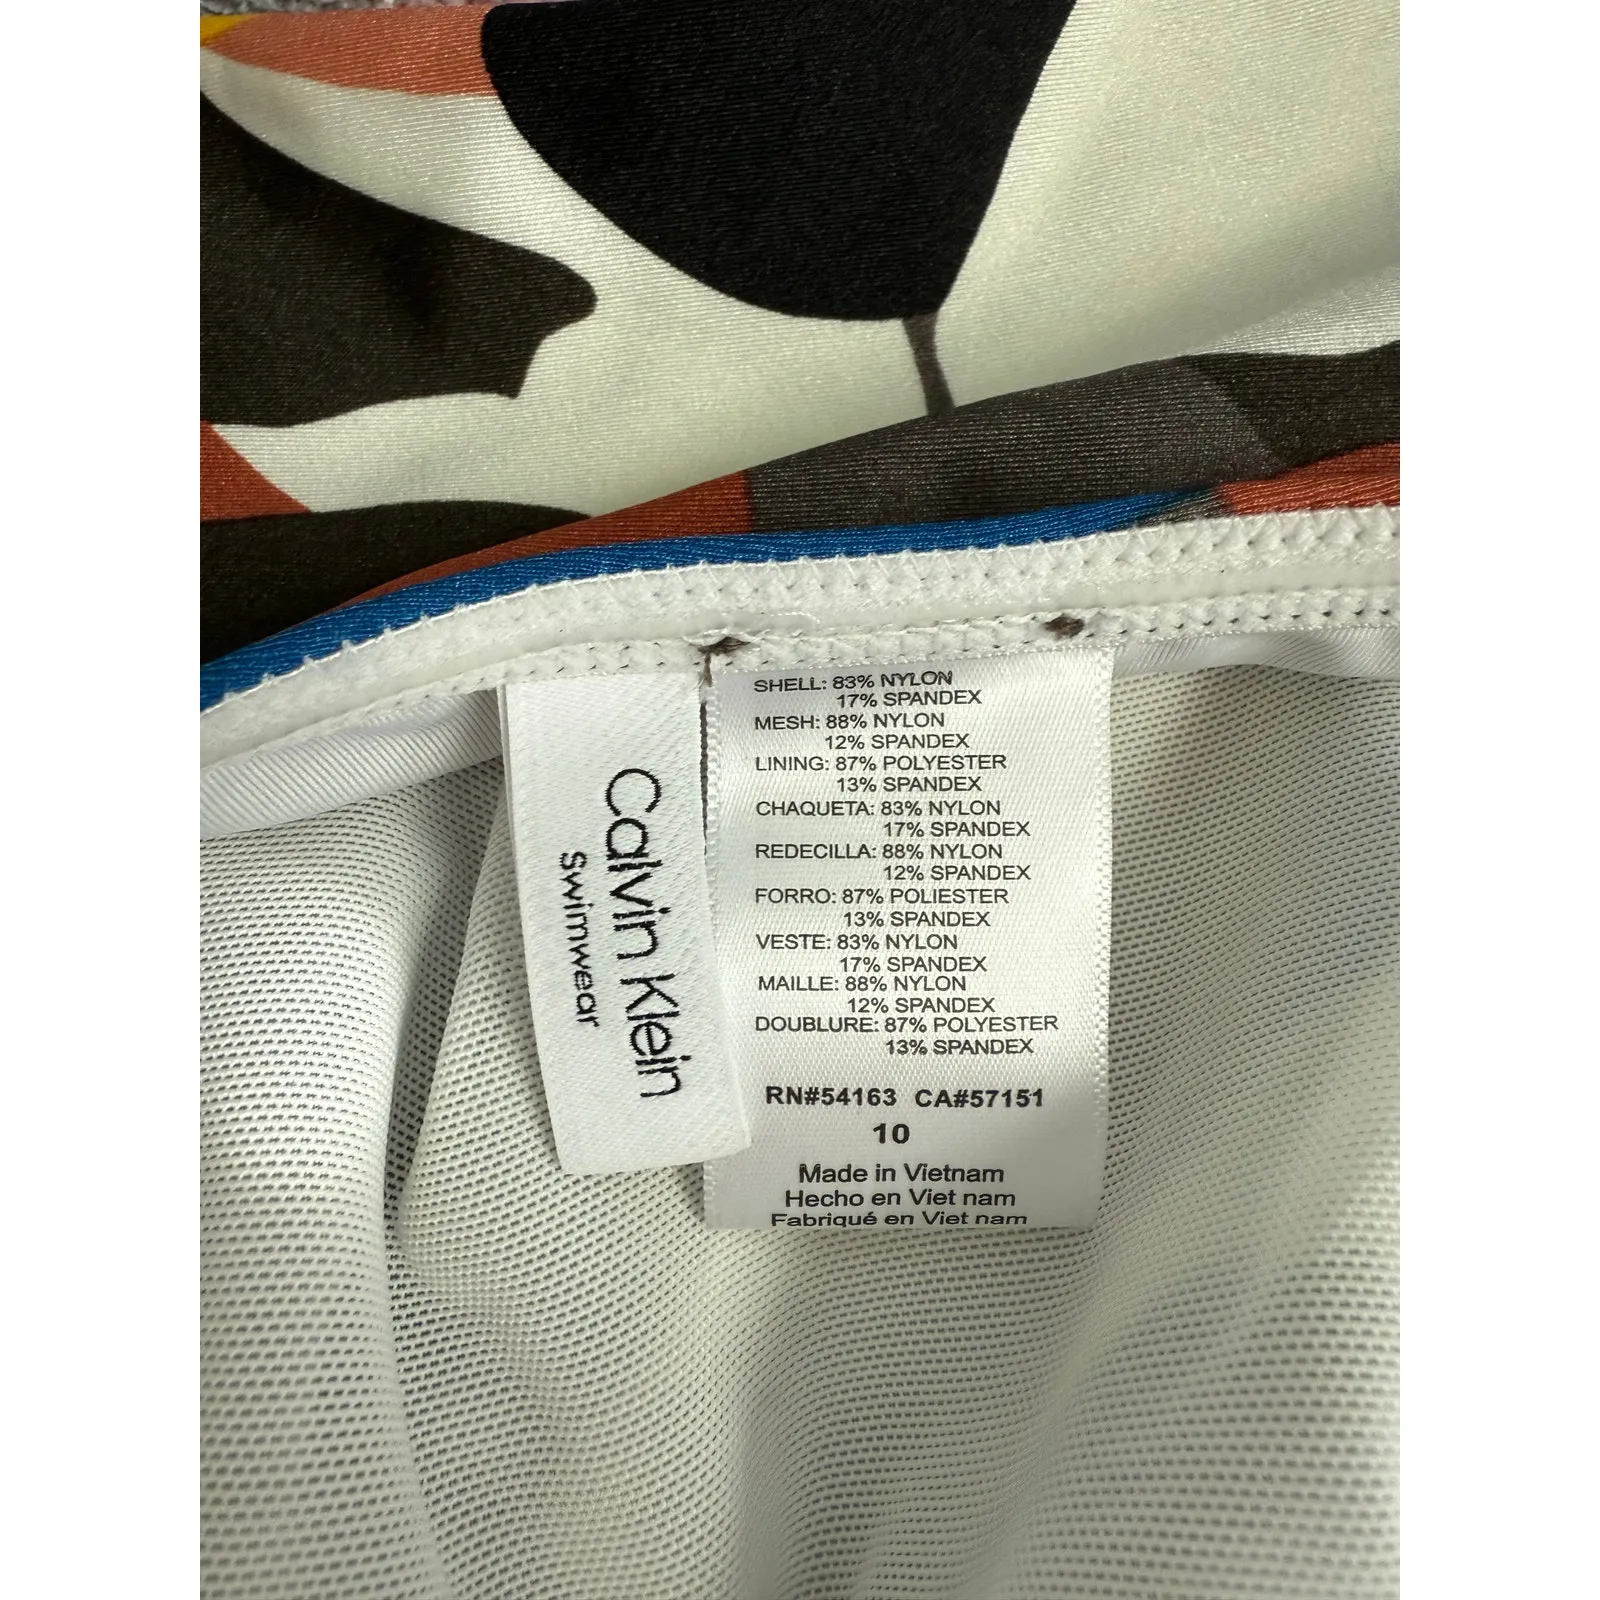 Calvin Klein
Swimwear
SHELL: 83% NYLON
17% SPANDEX
MESH: 88% NYLON
12% SPANDEX
LINING: 87% POLYESTER
13% SPANDEX
CHAQUETA: 83% NYLON
17% SPANDEX
REDECILLA: 88% NYLON
12% SPANDEX
FORRO: 87% POLIESTER
13% SPANDEX
VESTE: 83% NYLON
17% SPANDEX
MAILLE: 88% NYLON
12% SPANDEX
DOUBLURE: 87% POLYESTER
13% SPANDEX
RN#54163 CA#57151
10
Made in Vietnam
Hecho en Viet nam
Fabriqué en Viet nam